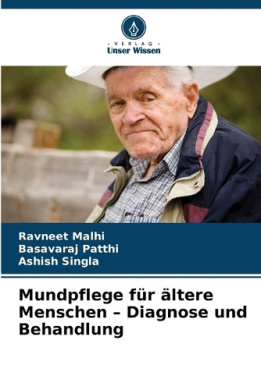 VERLAG
Unser Wissen
Ravneet Malhi
Basavaraj Patthi
Ashish Singla
Mundpflege für ältere
Menschen – Diagnose und
Behandlung